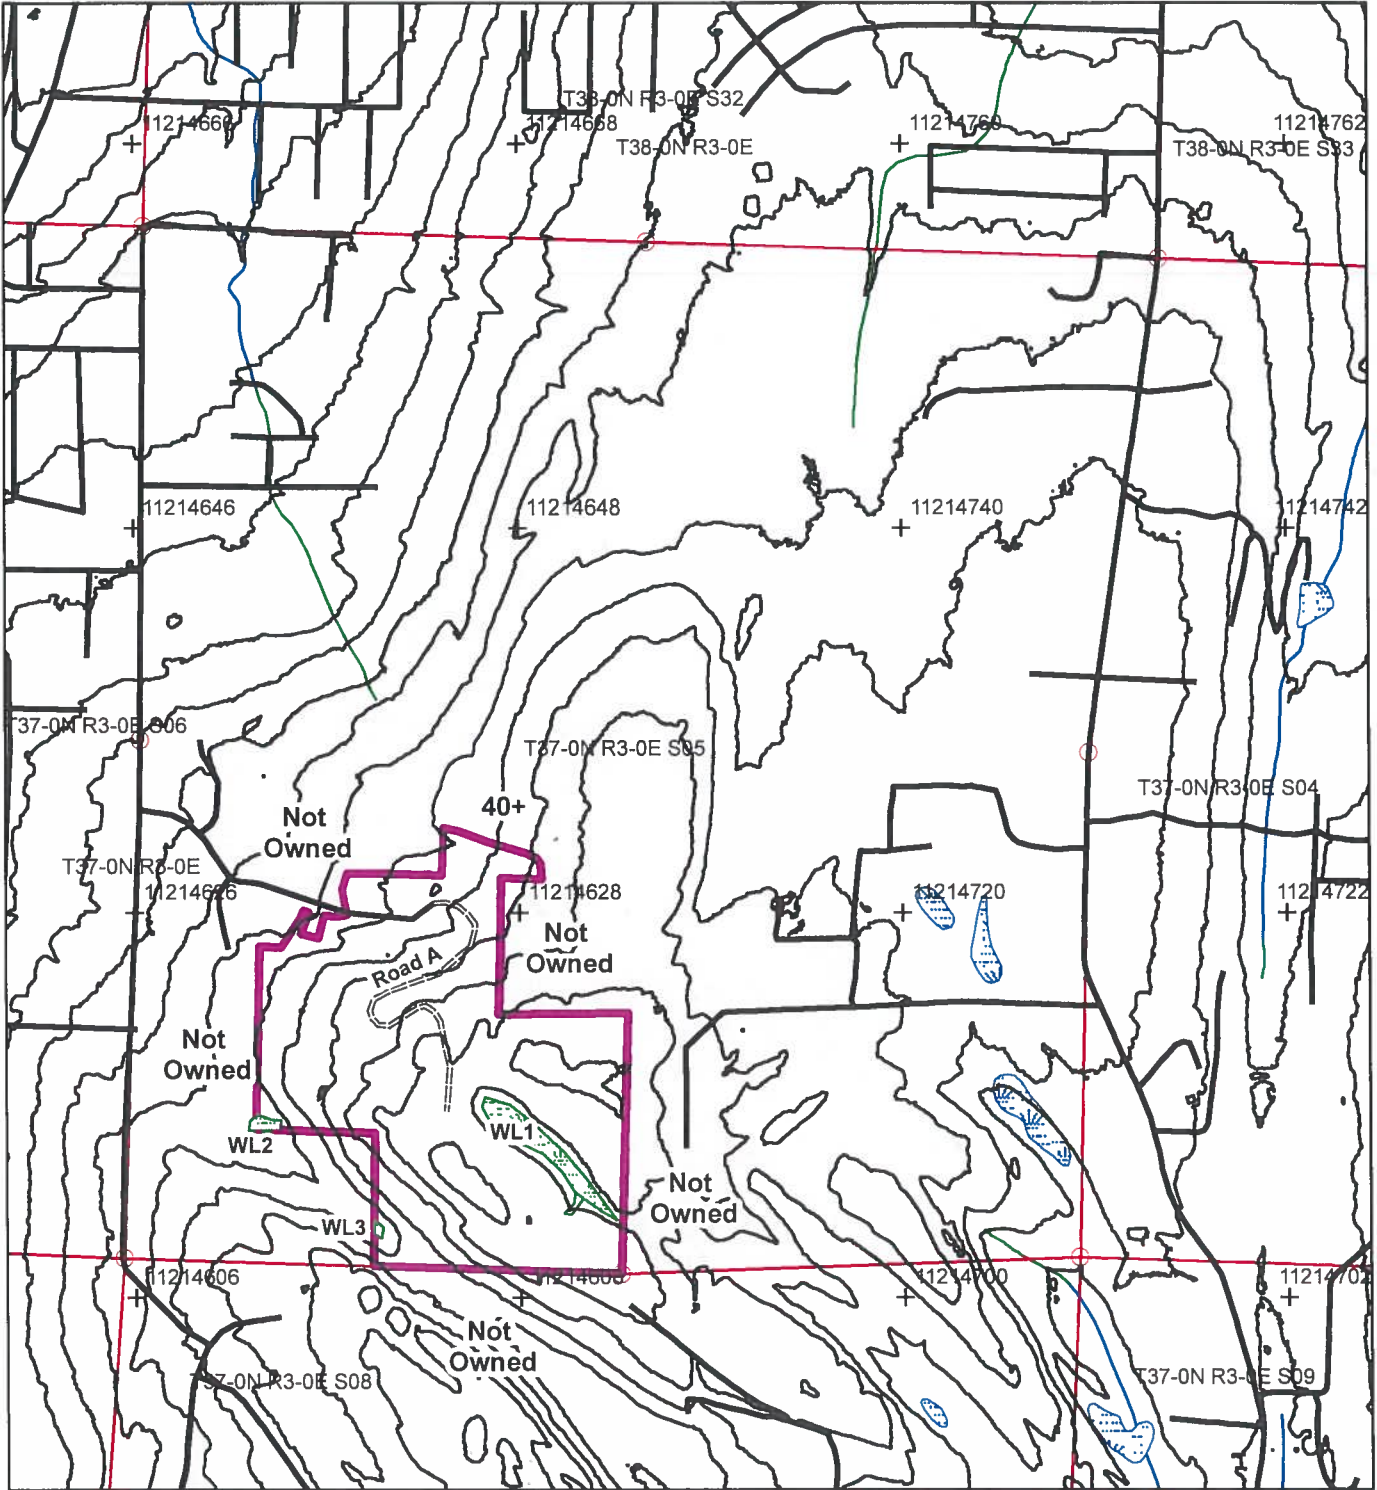 T38-0N R3-0E S32
11214666
11214668
11214760
11214762
T38-0N R3-0E
T38-0N R3-0E S33
11214646
11214648
11214740
11214742
T37-0N R3-0E S06
T37-0N R3-0E S05
T37-0N R3-0E S04
40+
Not
Owned
T37-0N R3-0E
11214626
11214628
11214720
11214722
Not
Owned
Road A
Not
Owned
WL1
WL2
Not
Owned
WL3
11214606
11214608
11214700
11214702
Not
Owned
T37-0N R3-0E S08
T37-0N R3-0E S09